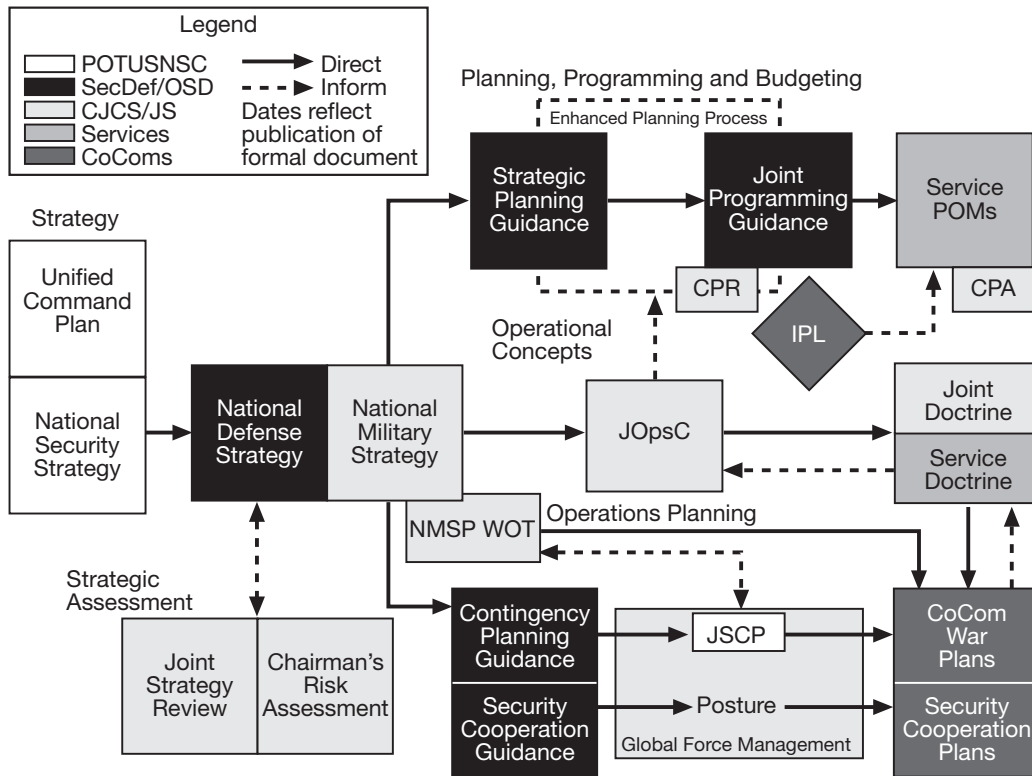 Legend
POTUSNSC
SecDef/OSD
CJCS/JS
Services
CoComs
Direct
Inform
Dates reflect
publication of
formal document
Planning, Programming and Budgeting
Enhanced Planning Process
Strategic
Planning
Guidance
Joint
Programming
Guidance
Service
POMs
CPR
CPA
IPL
Strategy
Unified
Command
Plan
National
Security
Strategy
National
Defense
Strategy
National
Military
Strategy
Operational
Concepts
JOpsC
Joint
Doctrine
Service
Doctrine
NMSP WOT
Operations Planning
Strategic
Assessment
Joint
Strategy
Review
Chairman's
Risk
Assessment
Contingency
Planning
Guidance
Security
Cooperation
Guidance
JSCP
Posture
Global Force Management
CoCom
War
Plans
Security
Cooperation
Plans